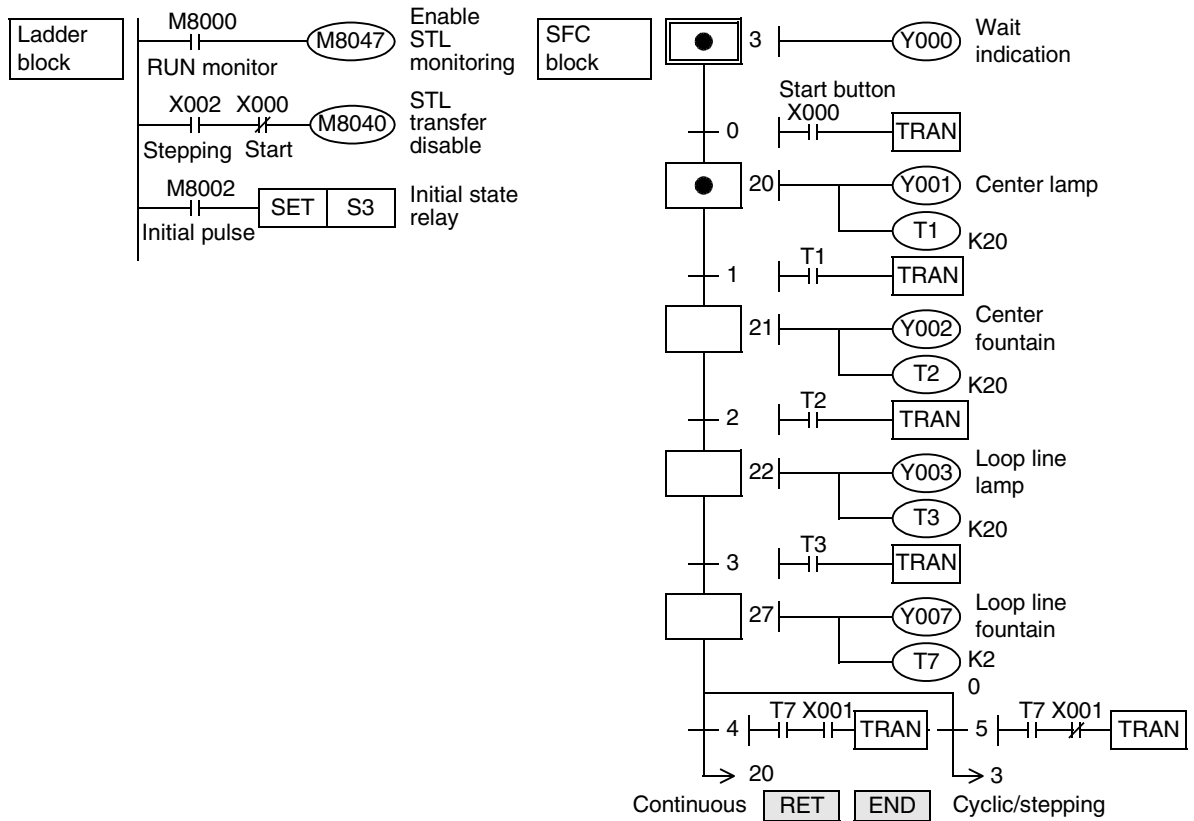 Ladder
block
M8000
M8047
Enable
STL
monitoring
RUN monitor
X002 X000
M8040
STL
transfer
disable
Stepping Start
M8002
SET S3
Initial state
relay
Initial pulse
SFC
block
3
Y000
Wait
indication
Start button
X000
0
TRAN
20
Y001
Center lamp
T1
K20
T1
1
TRAN
21
Y002
Center
fountain
T2
K20
T2
2
TRAN
22
Y003
Loop line
lamp
T3
K20
T3
3
TRAN
27
Y007
Loop line
fountain
T7
K2
0
T7 X001
4
TRAN
T7 X001
5
TRAN
20
3
Continuous
RET
END
Cyclic/stepping